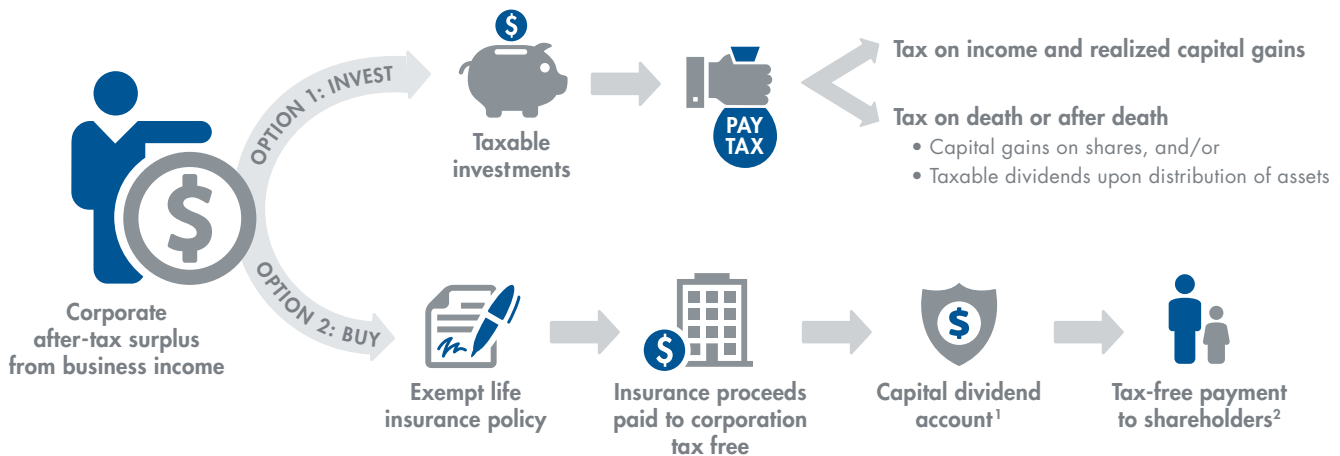 Corporate
after-tax surplus
from business income
OPTION 1: INVEST
$
$
Taxable
investments
PAY
TAX
Tax on income and realized capital gains
Tax on death or after death
• Capital gains on shares, and/or
• Taxable dividends upon distribution of assets
OPTION 2: BUY
Exempt life
insurance policy
$
Insurance proceeds
paid to corporation
tax free
$
Capital dividend
account¹
Tax-free payment
to shareholders²